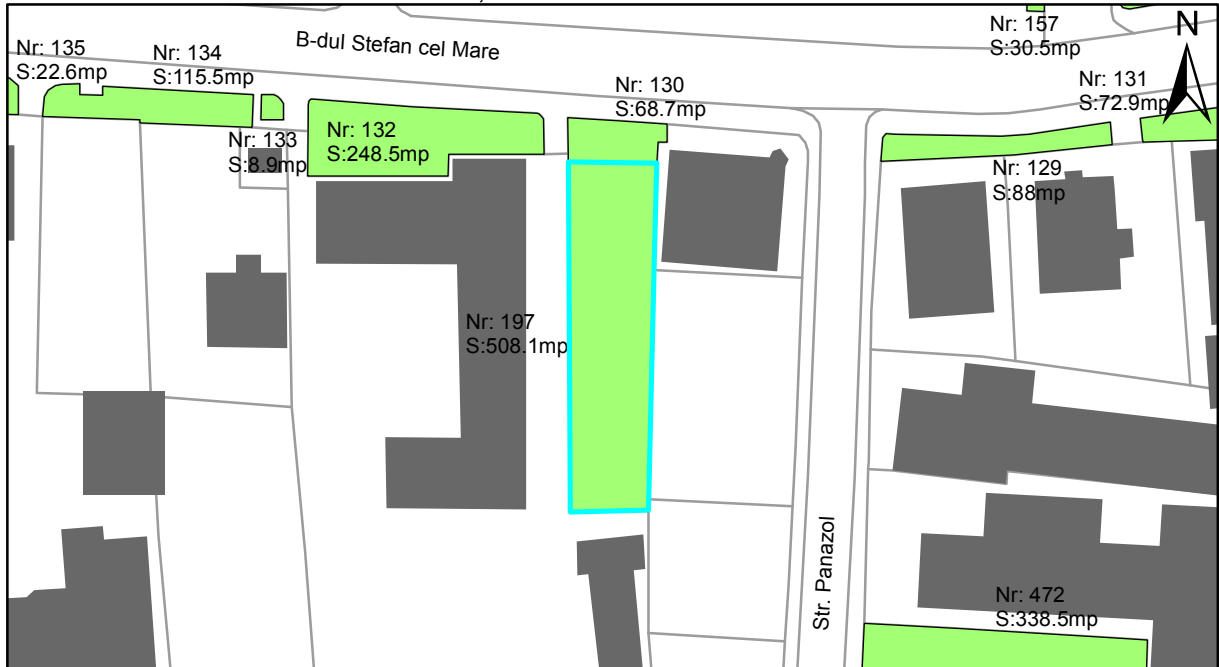 Nr: 157
S:30.5mp
N
B-dul Stefan cel Mare
Nr: 135
S:22.6mp
Nr: 134
S:115.5mp
Nr: 130
S:68.7mp
Nr: 131
S:72.9mp
Nr: 133
S:8.9mp
Nr: 132
S:248.5mp
Nr: 129
S:88mp
Nr: 197
S:508.1mp
Str. Panazol
Nr: 472
S:338.5mp